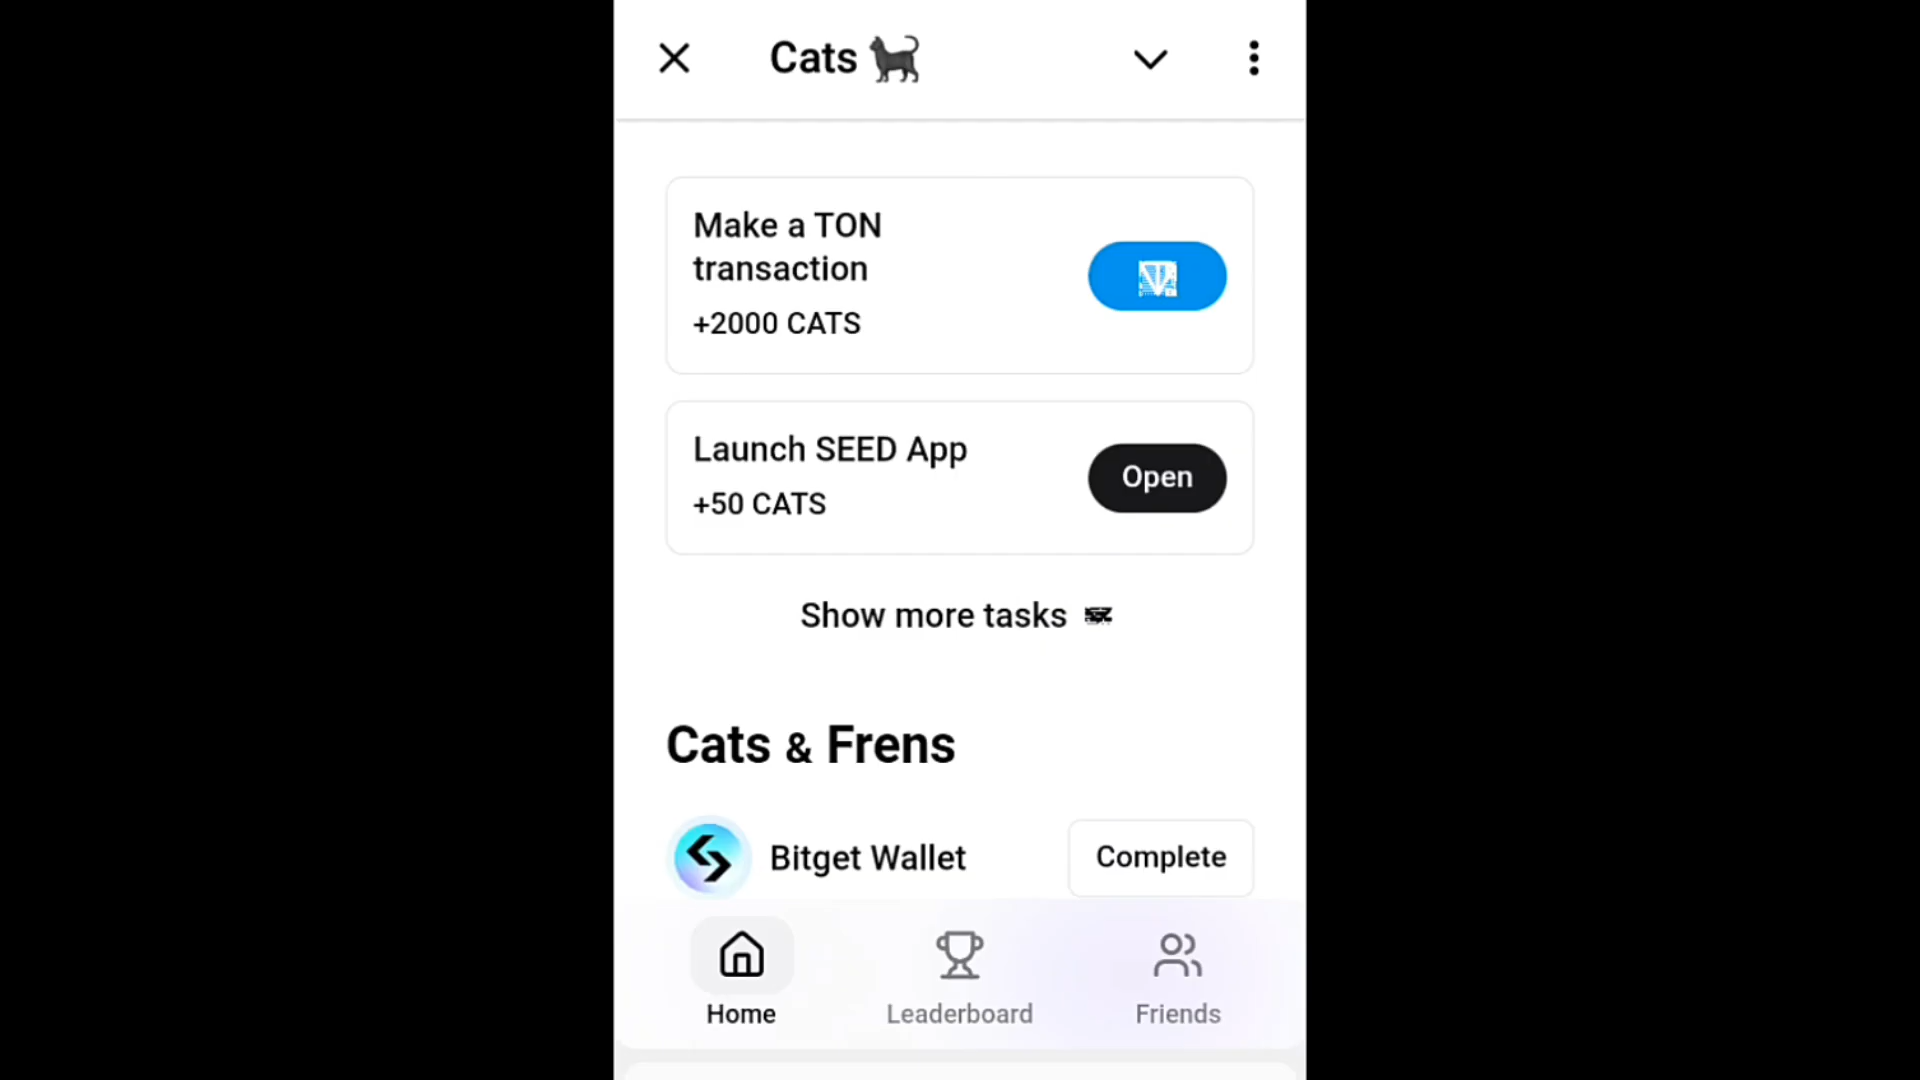 Cats 🐈‍⬛
Make a TON
transaction
+2000 CATS
Launch SEED App
Open
+50 CATS
Show more tasks
Cats & Frens
Bitget Wallet
Complete
Home
Leaderboard
Friends